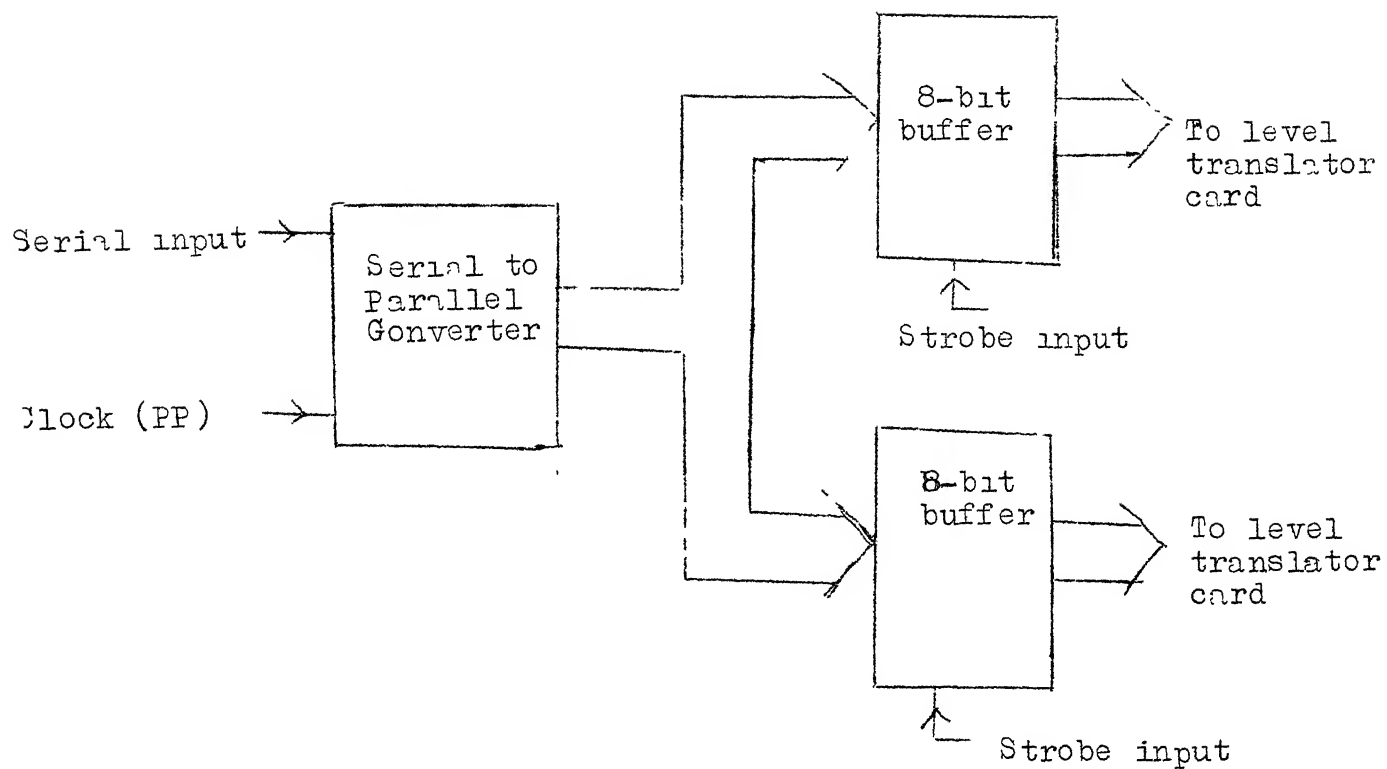 8-bit
buffer
To level
translator
card
Serial input
Serial to
Parallel
Gonverter
Strobe input
Clock (PP)
8-bit
buffer
To level
translator
card
Strobe input